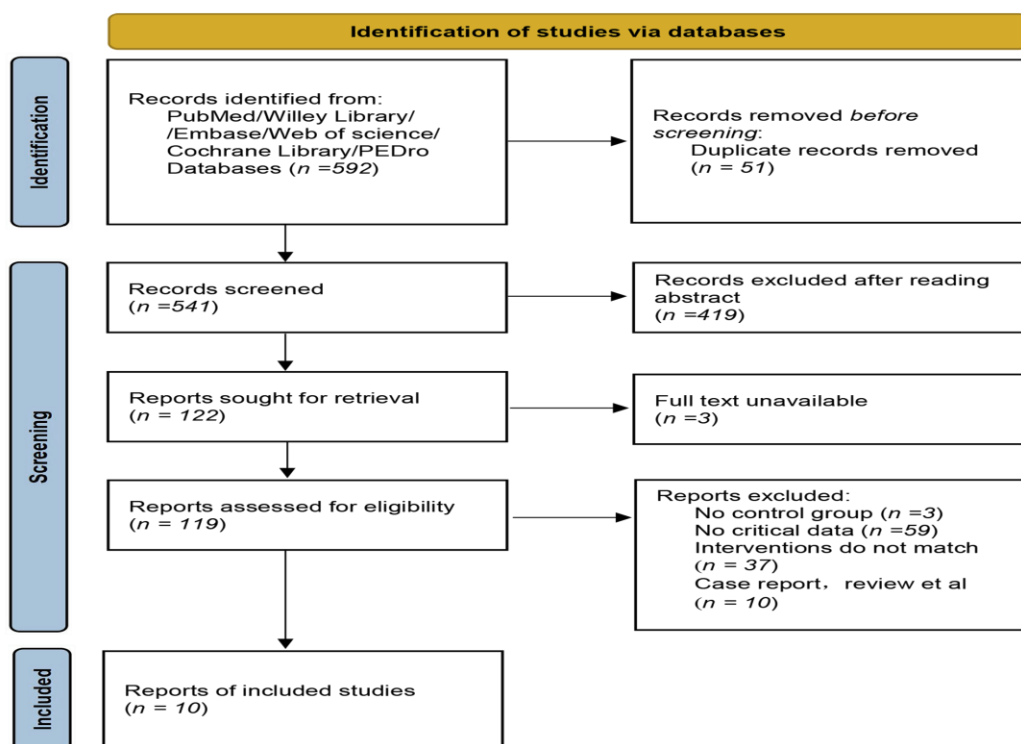 Identification of studies via databases
Identification
Records identified from:
PubMed/Willey Library/
/Embase/Web of science/
Cochrane Library/PEDro
Databases (n =592)
Records removed before
screening:
Duplicate records removed
(n = 51)
Screening
Records screened
(n =541)
Records excluded after reading
abstract
(n =419)
Reports sought for retrieval
(n = 122)
Full text unavailable
(n =3)
Reports assessed for eligibility
(n = 119)
Reports excluded:
No control group (n =3)
No critical data (n =59)
Interventions do not match
(n = 37)
Case report，review et al
(n = 10)
Included
Reports of included studies
(n = 10)